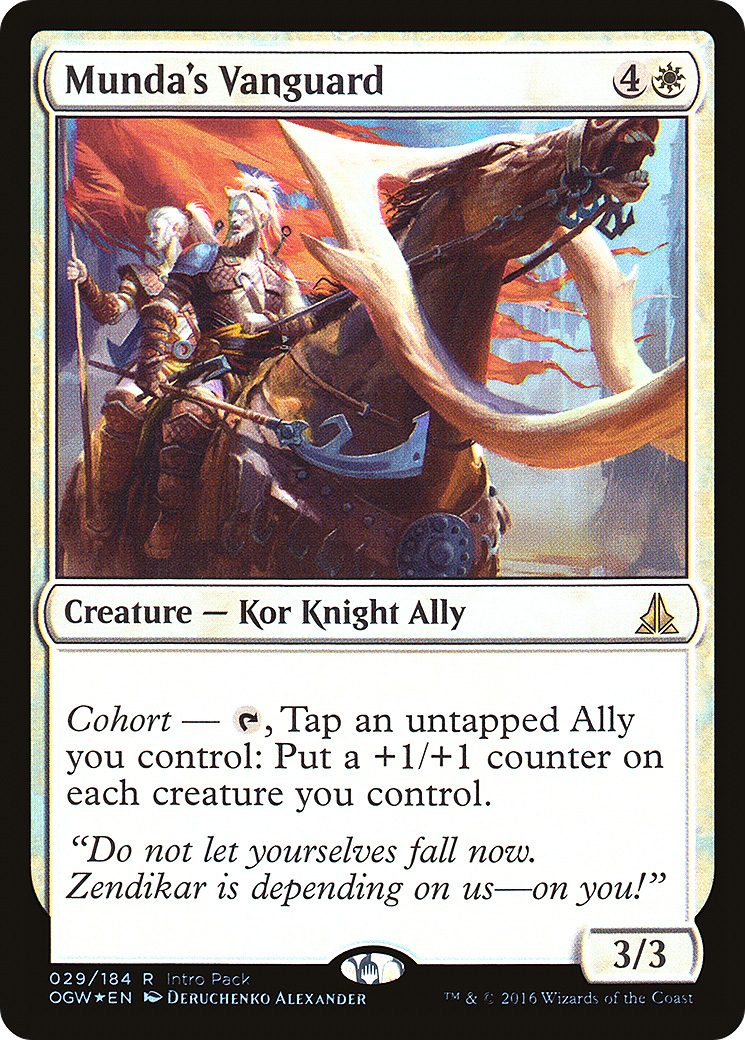 Munda's Vanguard 4
Creature — Kor Knight Ally
Cohort — , Tap an untapped Ally
you control: Put a +1/+1 counter on
each creature you control.
“Do not let yourselves fall now.
Zendikar is depending on us—on you!”
3/3
029/184 R Intro Pack
OGW★EN Deruchenko Alexander
™ & © 2016 Wizards of the Coast